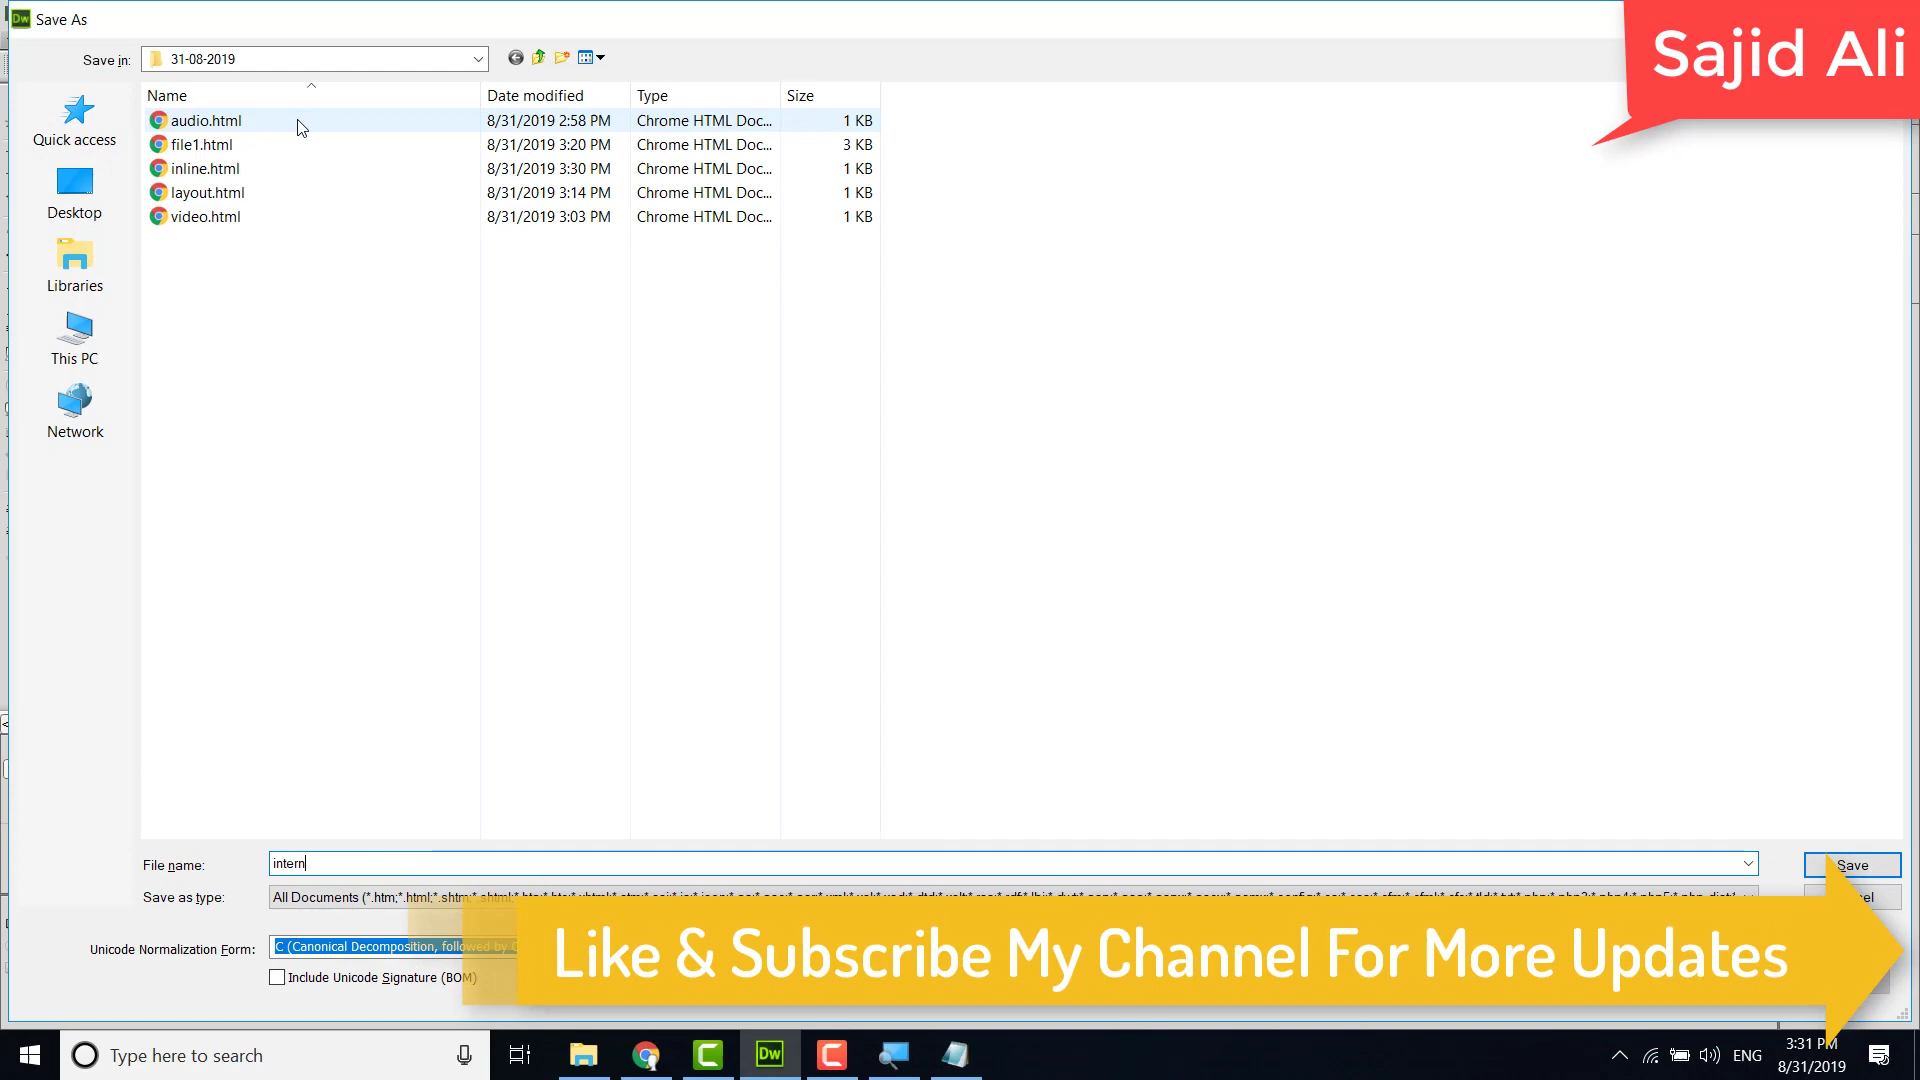 Save As
Sajid Ali
Save in:
31-08-2019
Name
Date modified
Type
Size
audio.html
8/31/2019 2:58 PM
Chrome HTML Doc...
1 KB
file1.html
8/31/2019 3:20 PM
Chrome HTML Doc...
3 KB
inline.html
8/31/2019 3:30 PM
Chrome HTML Doc...
1 KB
layout.html
8/31/2019 3:14 PM
Chrome HTML Doc...
1 KB
video.html
8/31/2019 3:03 PM
Chrome HTML Doc...
1 KB
Quick access
Desktop
Libraries
This PC
Network
File name:
intern
Save
Save as type:
All Documents (*.htm;*.html;*.shtm;*.shtml;
Unicode Normalization Form:
C (Canonical Decomposition, followed by
Include Unicode Signature (BOM)
Like & Subscribe My Channel For More Updates
Type here to search
Dw
ENG
3:31 PM
8/31/2019